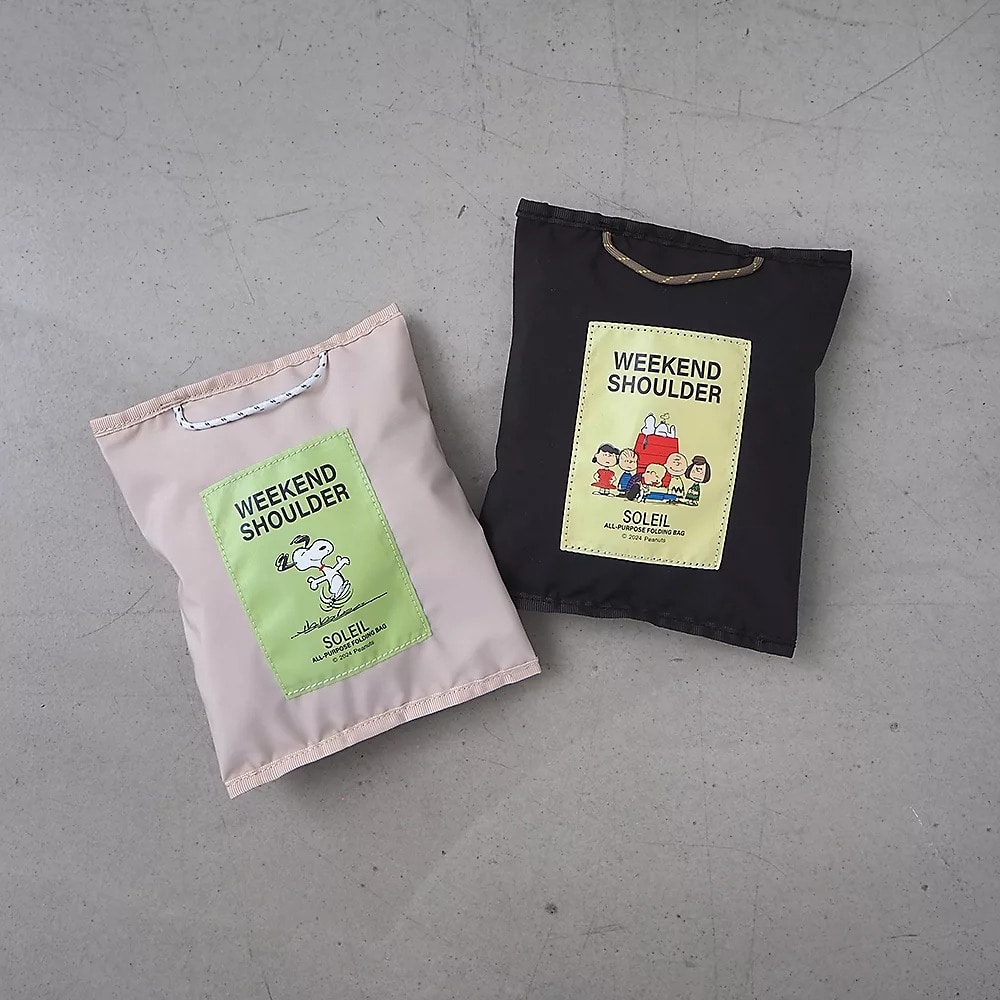 WEEKEND
SHOULDER
SOLEIL
ALL-PURPOSE FOLDING BAG
© 2024 Peanuts
WEEKEND
SHOULDER
SOLEIL
ALL-PURPOSE FOLDING BAG
© 2024 Peanuts